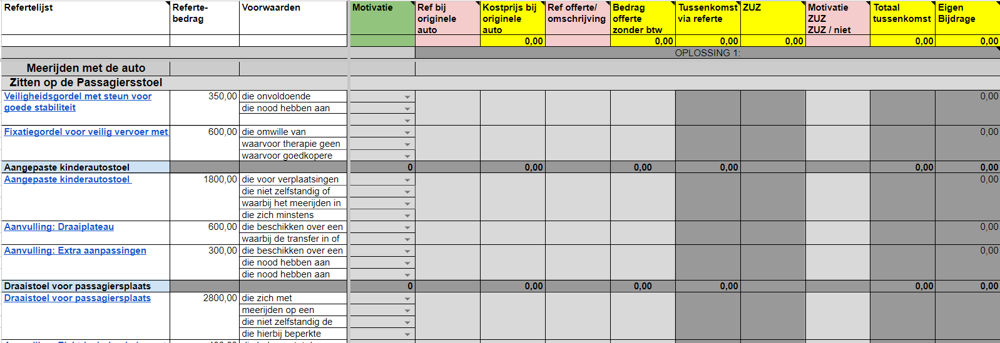 Refertelijst Referte- Voorwaarden Motivatie Ref bij Kostprijs bij Ref offerte/ Bedrag Tussenkomst ZUZ Motivatie Totaal Eigen
bedrag originele originele omschrijving offerte via referte ZUZ tussenkomst Bijdrage
auto auto zonder btw ZUZ / niet
0,00 0,00 0,00 0,00 0,00 0,00
OPLOSSING 1:
Meerijden met de auto
Zitten op de Passagiersstoel
Veiligheidsgordel met steun voor 350,00 die onvoldoende 0,00
goede stabiliteit die nood hebben aan
Fixatiegordel voor veilig vervoer met 600,00 die omwille van 0,00
waarvoor therapie geen
waarvoor goedkopere
Aangepaste kinderautostoel 0 0,00 0,00 0,00 0,00 0,00
Aangepaste kinderautostoel 1800,00 die voor verplaatsingen 0,00
die niet zelfstandig of
waarbij het meerijden in
die zich minstens
Aanvulling: Draaiplateau 600,00 die beschikken over een 0,00
waarbij de transfer in of
Aanvulling: Extra aanpassingen 300,00 die beschikken over een 0,00
die nood hebben aan
die nood hebben aan
Draaistoel voor passagiersplaats 0 0,00 0,00 0,00 0,00 0,00
Draaistoel voor passagiersplaats 2800,00 die zich met
meerijden op een
die niet zelfstandig de
die hierbij beperkte